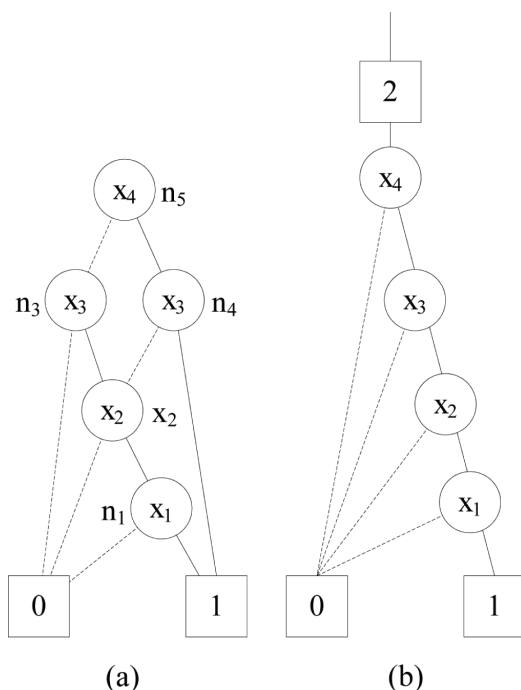 2
x₄ n₅
x₄
n₃ x₃ x₃ n₄
x₃
x₂ x₂
x₂
n₁ x₁
x₁
0 1
0 1
(a) (b)